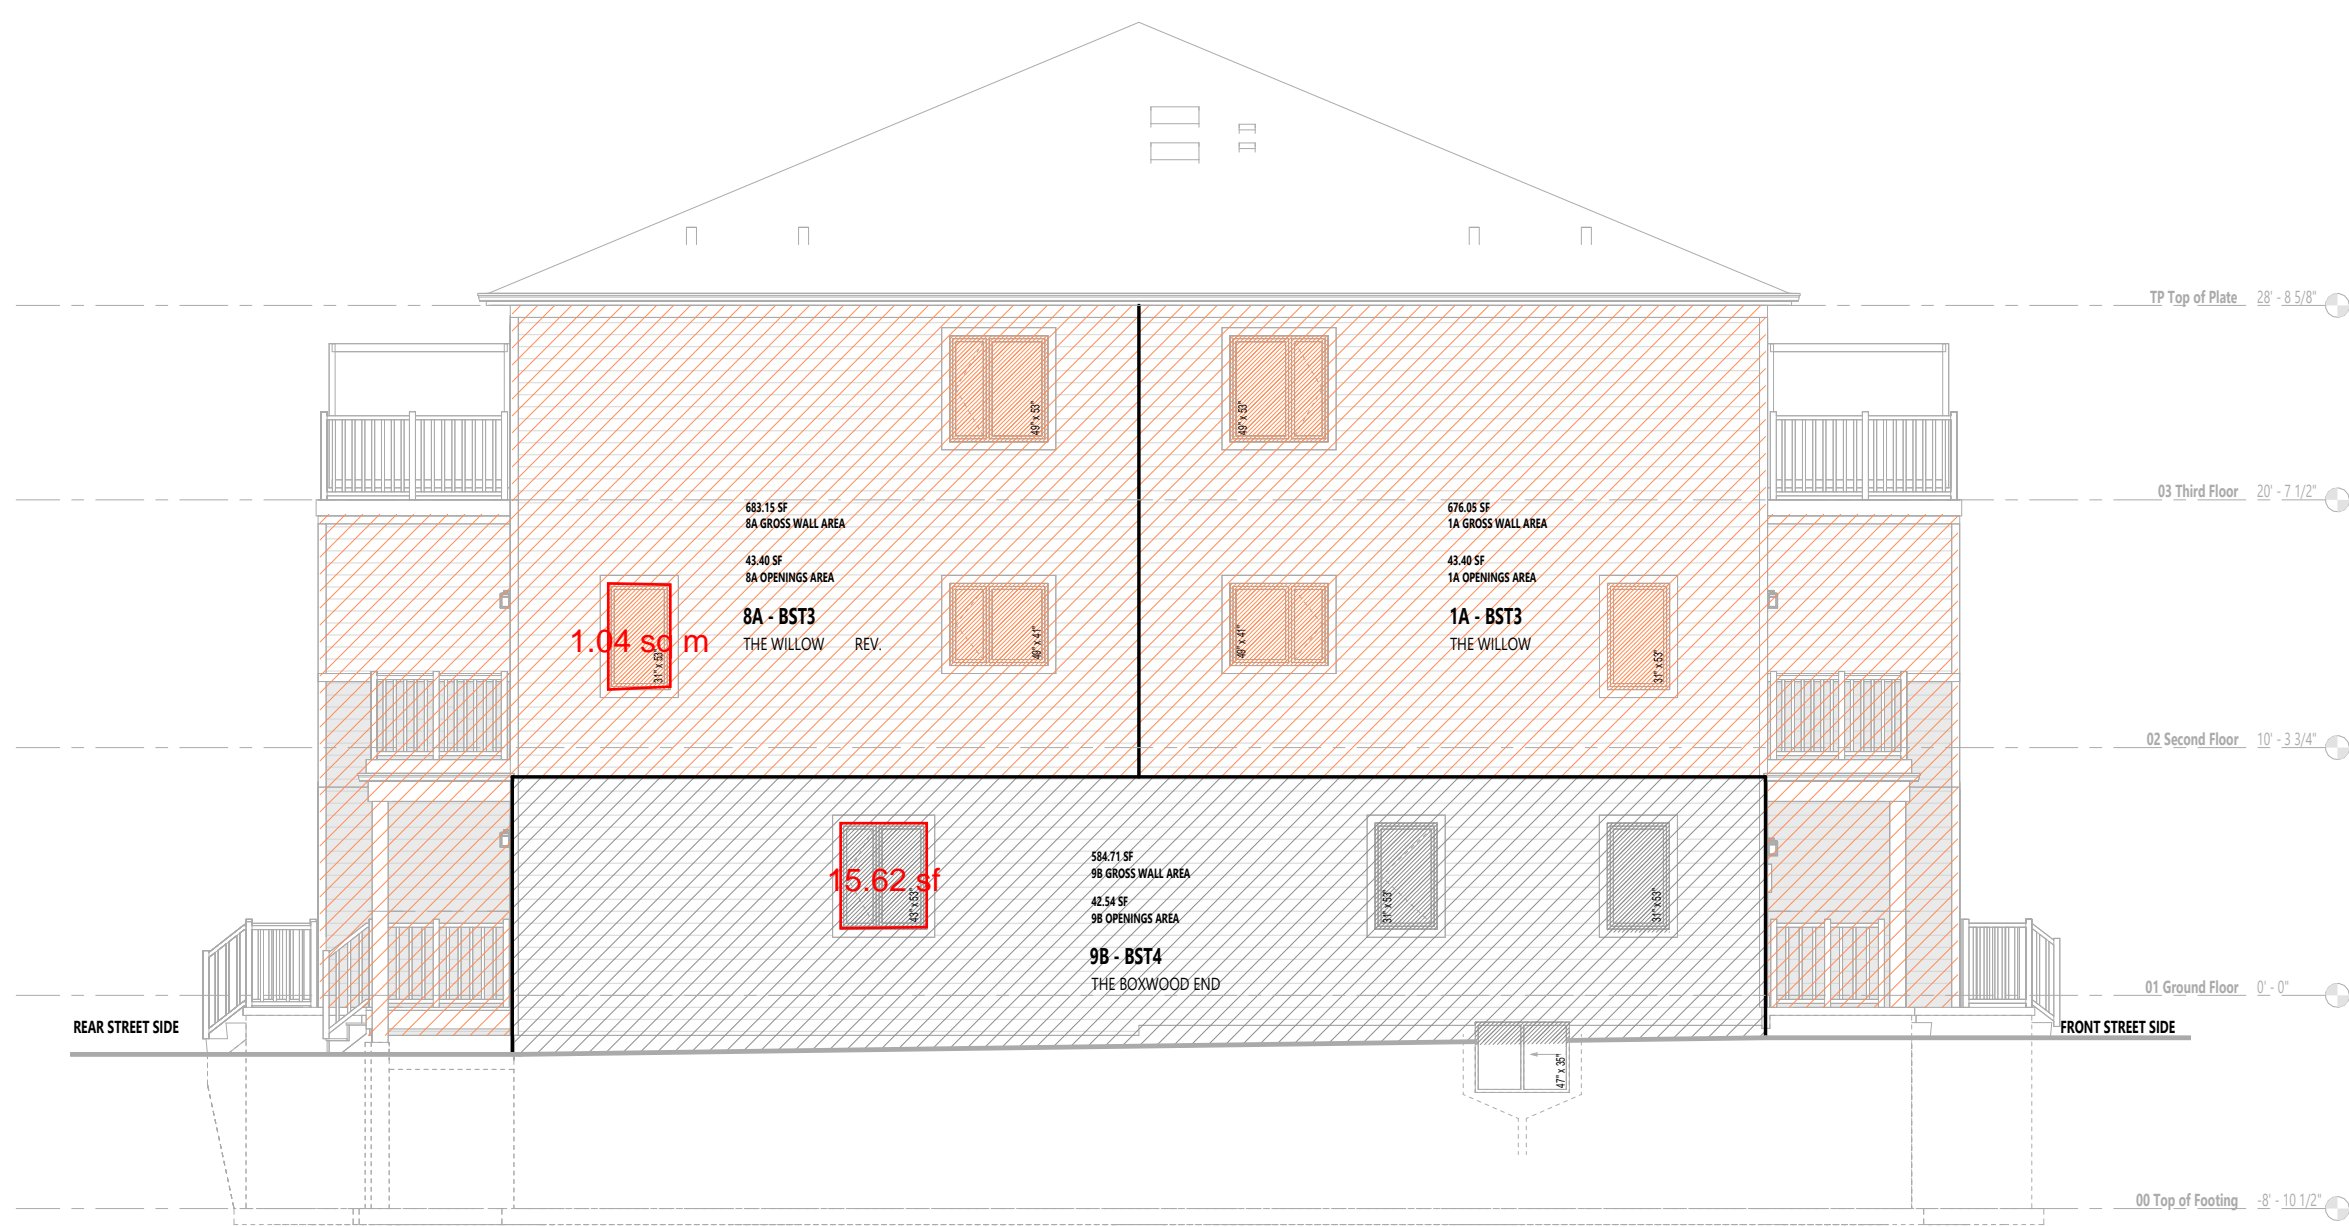 TP Top of Plate 28' - 8 5/8"
49" x 53"
49" x 53"
03 Third Floor 20' - 7 1/2"
683.15 SF
8A GROSS WALL AREA
43.40 SF
8A OPENINGS AREA
8A - BST3
THE WILLOW REV.
676.05 SF
1A GROSS WALL AREA
43.40 SF
1A OPENINGS AREA
1A - BST3
THE WILLOW
1.04 sq m
31" x 53"
49" x 41"
49" x 41"
31" x 53"
02 Second Floor 10' - 3 3/4"
15.62 sf
43" x 53"
584.71 SF
9B GROSS WALL AREA
42.54 SF
9B OPENINGS AREA
9B - BST4
THE BOXWOOD END
31" x 53"
31" x 53"
01 Ground Floor 0' - 0"
REAR STREET SIDE
FRONT STREET SIDE
47" x 35"
00 Top of Footing -8' - 10 1/2"